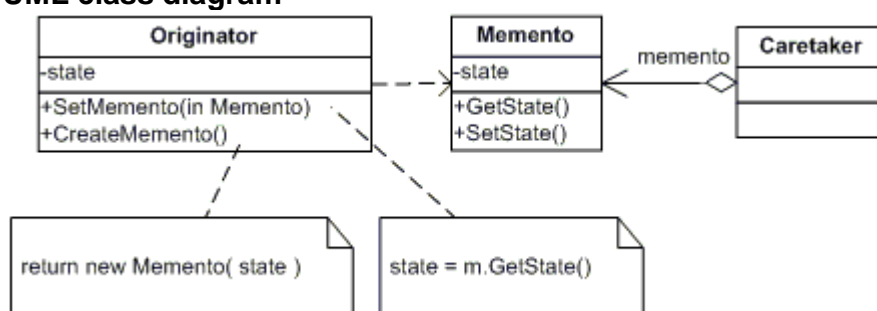 UML class diagram
Originator
-state
+SetMemento(in Memento)
+CreateMemento()
Memento
-state
+GetState()
+SetState()
memento
Caretaker
return new Memento( state )
state = m.GetState()